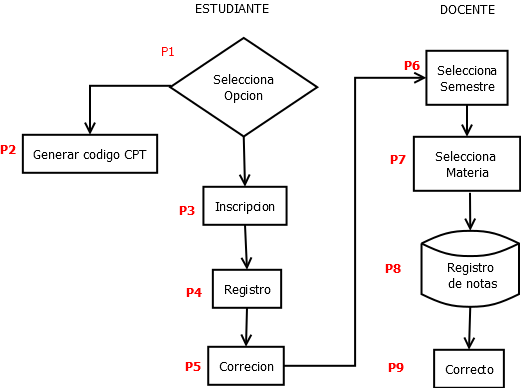 ESTUDIANTE
DOCENTE
P1
Selecciona
Opcion
P2
Generar codigo CPT
P3
Inscripcion
P4
Registro
P5
Correcion
P6
Selecciona
Semestre
P7
Selecciona
Materia
P8
Registro
de notas
P9
Correcto